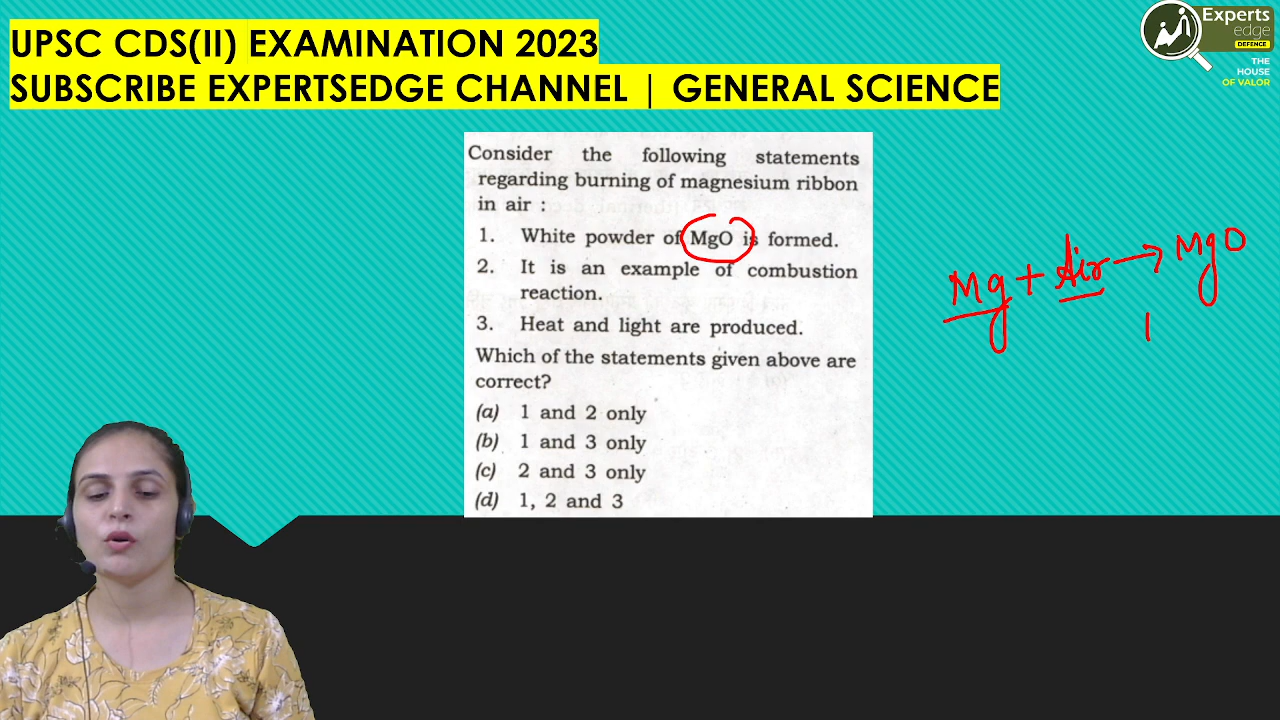 UPSC CDS(II) EXAMINATION 2023
SUBSCRIBE EXPERTSEDGE CHANNEL | GENERAL SCIENCE
Experts
edge
DEFENCE
THE
HOUSE
OF VALOR
Consider the following statements
regarding burning of magnesium ribbon
in air :
1. White powder of MgO is formed.
2. It is an example of combustion
reaction.
3. Heat and light are produced.
Which of the statements given above are
correct?
(a) 1 and 2 only
(b) 1 and 3 only
(c) 2 and 3 only
(d) 1, 2 and 3
Mg + Air → MgO